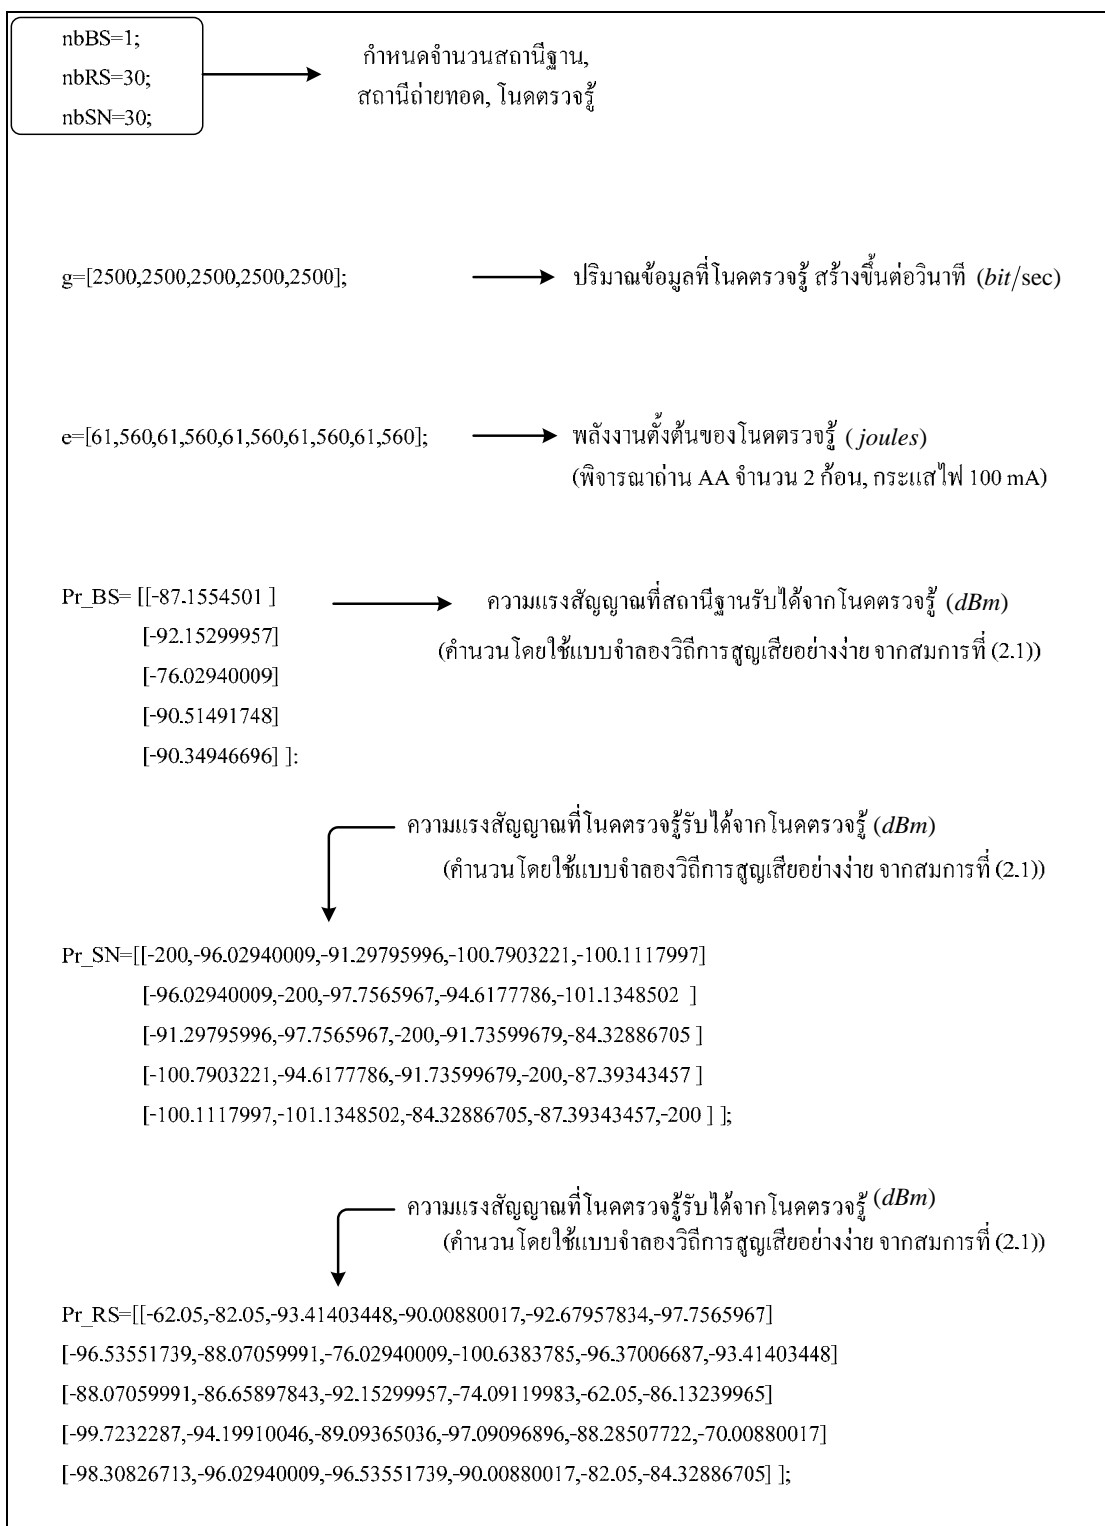 nbBS=1;
nbRS=30;
nbSN=30;
กำหนดจำนวนสถานีฐาน,
สถานีถ่ายทอด, โนดตรวจรู้
g=[2500,2500,2500,2500,2500];
ปริมาณข้อมูลที่โนดตรวจรู้ สร้างขึ้นต่อวินาที (bit/sec)
e=[61,560,61,560,61,560,61,560,61,560];
พลังงานตั้งต้นของโนดตรวจรู้ (joules)
(พิจารณาถ่าน AA จำนวน 2 ก้อน, กระแสไฟ 100 mA)
Pr_BS= [[-87.1554501 ]
[-92.15299957]
[-76.02940009]
[-90.51491748]
[-90.34946696] ]:
ความแรงสัญญาณที่สถานีฐานรับได้จากโนดตรวจรู้ (dBm)
(คำนวนโดยใช้แบบจำลองวิถีการสูญเสียอย่างง่าย จากสมการที่ (2.1))
ความแรงสัญญาณที่โนดตรวจรู้รับได้จากโนดตรวจรู้ (dBm)
(คำนวนโดยใช้แบบจำลองวิถีการสูญเสียอย่างง่าย จากสมการที่ (2.1))
Pr_SN=[[-200,-96.02940009,-91.29795996,-100.7903221,-100.1117997]
[-96.02940009,-200,-97.7565967,-94.6177786,-101.1348502 ]
[-91.29795996,-97.7565967,-200,-91.73599679,-84.32886705 ]
[-100.7903221,-94.6177786,-91.73599679,-200,-87.39343457 ]
[-100.1117997,-101.1348502,-84.32886705,-87.39343457,-200 ] ];
ความแรงสัญญาณที่โนดตรวจรู้รับได้จากโนดตรวจรู้ (dBm)
(คำนวนโดยใช้แบบจำลองวิถีการสูญเสียอย่างง่าย จากสมการที่ (2.1))
Pr_RS=[[-62.05,-82.05,-93.41403448,-90.00880017,-92.67957834,-97.7565967]
[-96.53551739,-88.07059991,-76.02940009,-100.6383785,-96.37006687,-93.41403448]
[-88.07059991,-86.65897843,-92.15299957,-74.09119983,-62.05,-86.13239965]
[-99.7232287,-94.19910046,-89.09365036,-97.09096896,-88.28507722,-70.00880017]
[-98.30826713,-96.02940009,-96.53551739,-90.00880017,-82.05,-84.32886705] ];